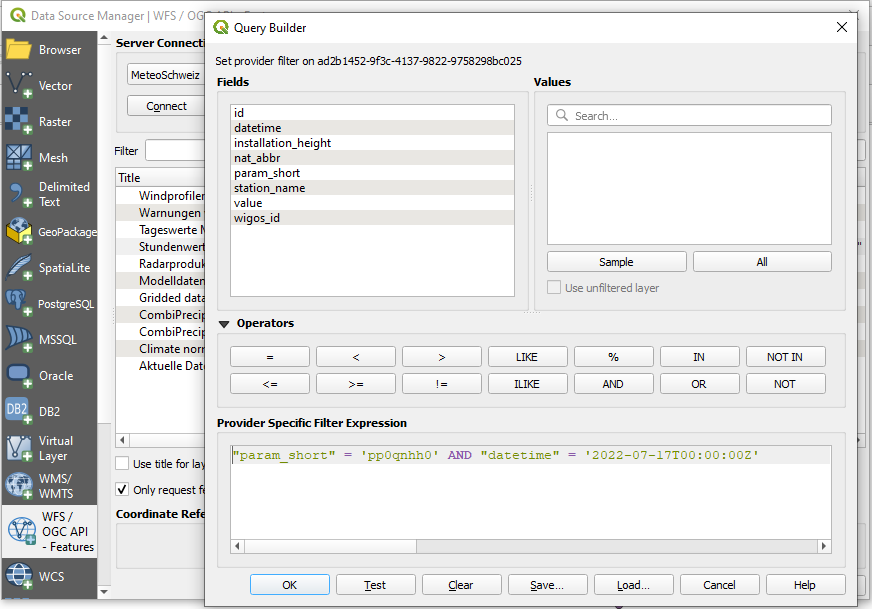 Data Source Manager | WFS / OG
Query Builder
Browser
Vector
Raster
Mesh
Delimited
Text
GeoPackage
SpatiaLite
PostgreSQL
MSSQL
Oracle
DB2
DB2
Virtual
Layer
WMS/
WMTS
WFS /
OGC API
- Features
WCS
Server Connecti
MeteoSchweiz
Connect
Filter
Title
Windprofiler
Warnungen
Tageswerte
Stundenwert
Radarproduk
Modelldaten
Gridded data
CombiPrecip
CombiPrecip
Climate norr
Aktuelle Dat
Use title for lay
Only request fe
Coordinate Refe
Set provider filter on ad2b1452-9f3c-4137-9822-9758298bc025
Fields
id
datetime
installation_height
nat_abbr
param_short
station_name
value
wigos_id
Values
Search...
Sample All
Use unfiltered layer
Operators
= < > LIKE % IN NOT IN
<= >= != ILIKE AND OR NOT
Provider Specific Filter Expression
"param_short" = 'pp0qnhh0' AND "datetime" = '2022-07-17T00:00:00Z'
OK Test Clear Save... Load... Cancel Help